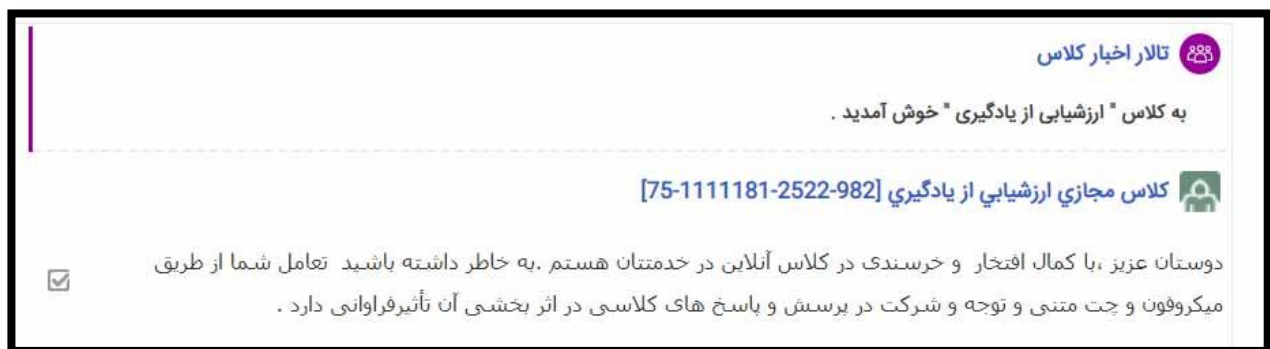 تالار اخبار کلاس
به کلاس " ارزشیابی از یادگیری " خوش آمدید .
کلاس مجازي ارزشيابي از يادگيري [982-2522-1111181-75]
دوستان عزیز ،با کمال افتخار و خرسندی در کلاس آنلاین در خدمتتان هستم .به خاطر داشته باشید تعامل شما از طریق
میکروفون و چت متنی و توجه و شرکت در پرسش و پاسخ های کلاسی در اثر بخشی آن تأثیرفراوانی دارد .